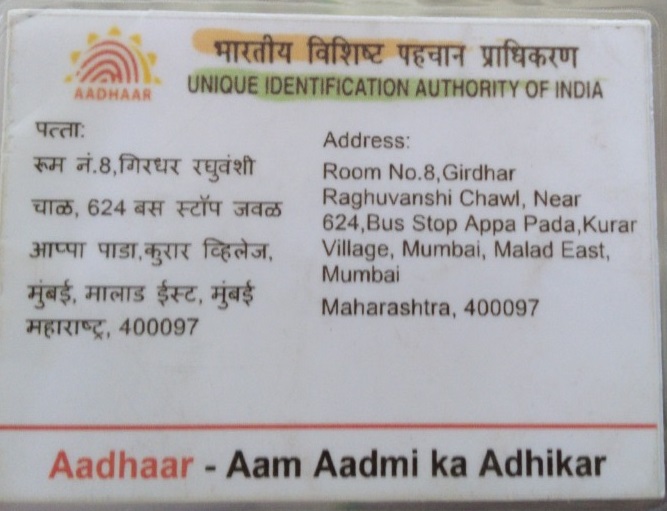 भारतीय विशिष्ट पहचान प्राधिकरण
UNIQUE IDENTIFICATION AUTHORITY OF INDIA
AADHAAR
पत्ता:
रूम नं.8,गिरधर रघुवंशी
चाळ, 624 बस स्टॉप जवळ
आप्पा पाडा,कुरार व्हिलेज,
मुंबई, मालाड ईस्ट, मुंबई
महाराष्ट्र, 400097
Address:
Room No.8,Girdhar
Raghuvanshi Chawl, Near
624,Bus Stop Appa Pada,Kurar
Village, Mumbai, Malad East,
Mumbai
Maharashtra, 400097
Aadhaar - Aam Aadmi ka Adhikar